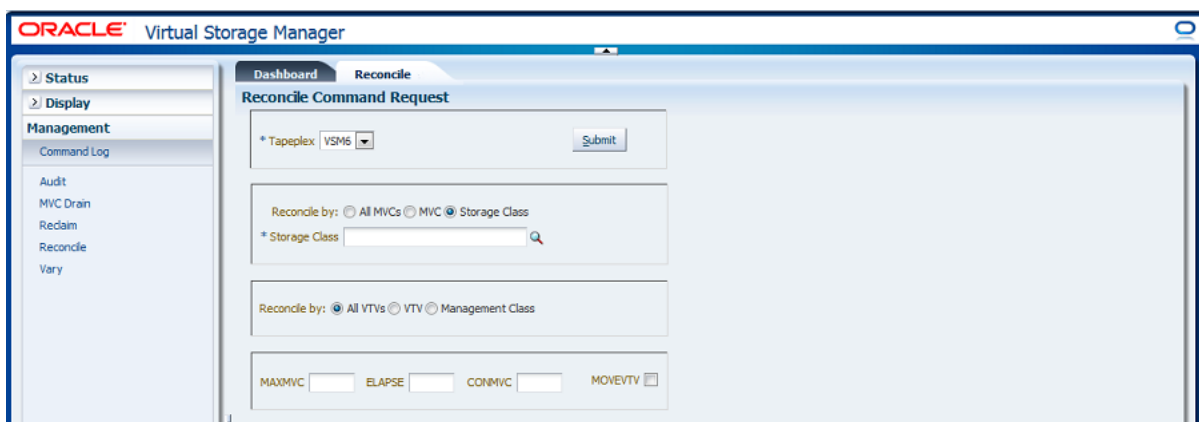 ORACLE® Virtual Storage Manager
Status
Display
Management
Command Log
Audit
MVC Drain
Reclaim
Reconcile
Vary
Dashboard Reconcile
Reconcile Command Request
* Tapeplex VSM6 Submit
Reconcile by: All MVCs MVC Storage Class
* Storage Class
Reconcile by: All VTVs VTV Management Class
MAXMVC ELAPSE CONMVC MOVEVTV